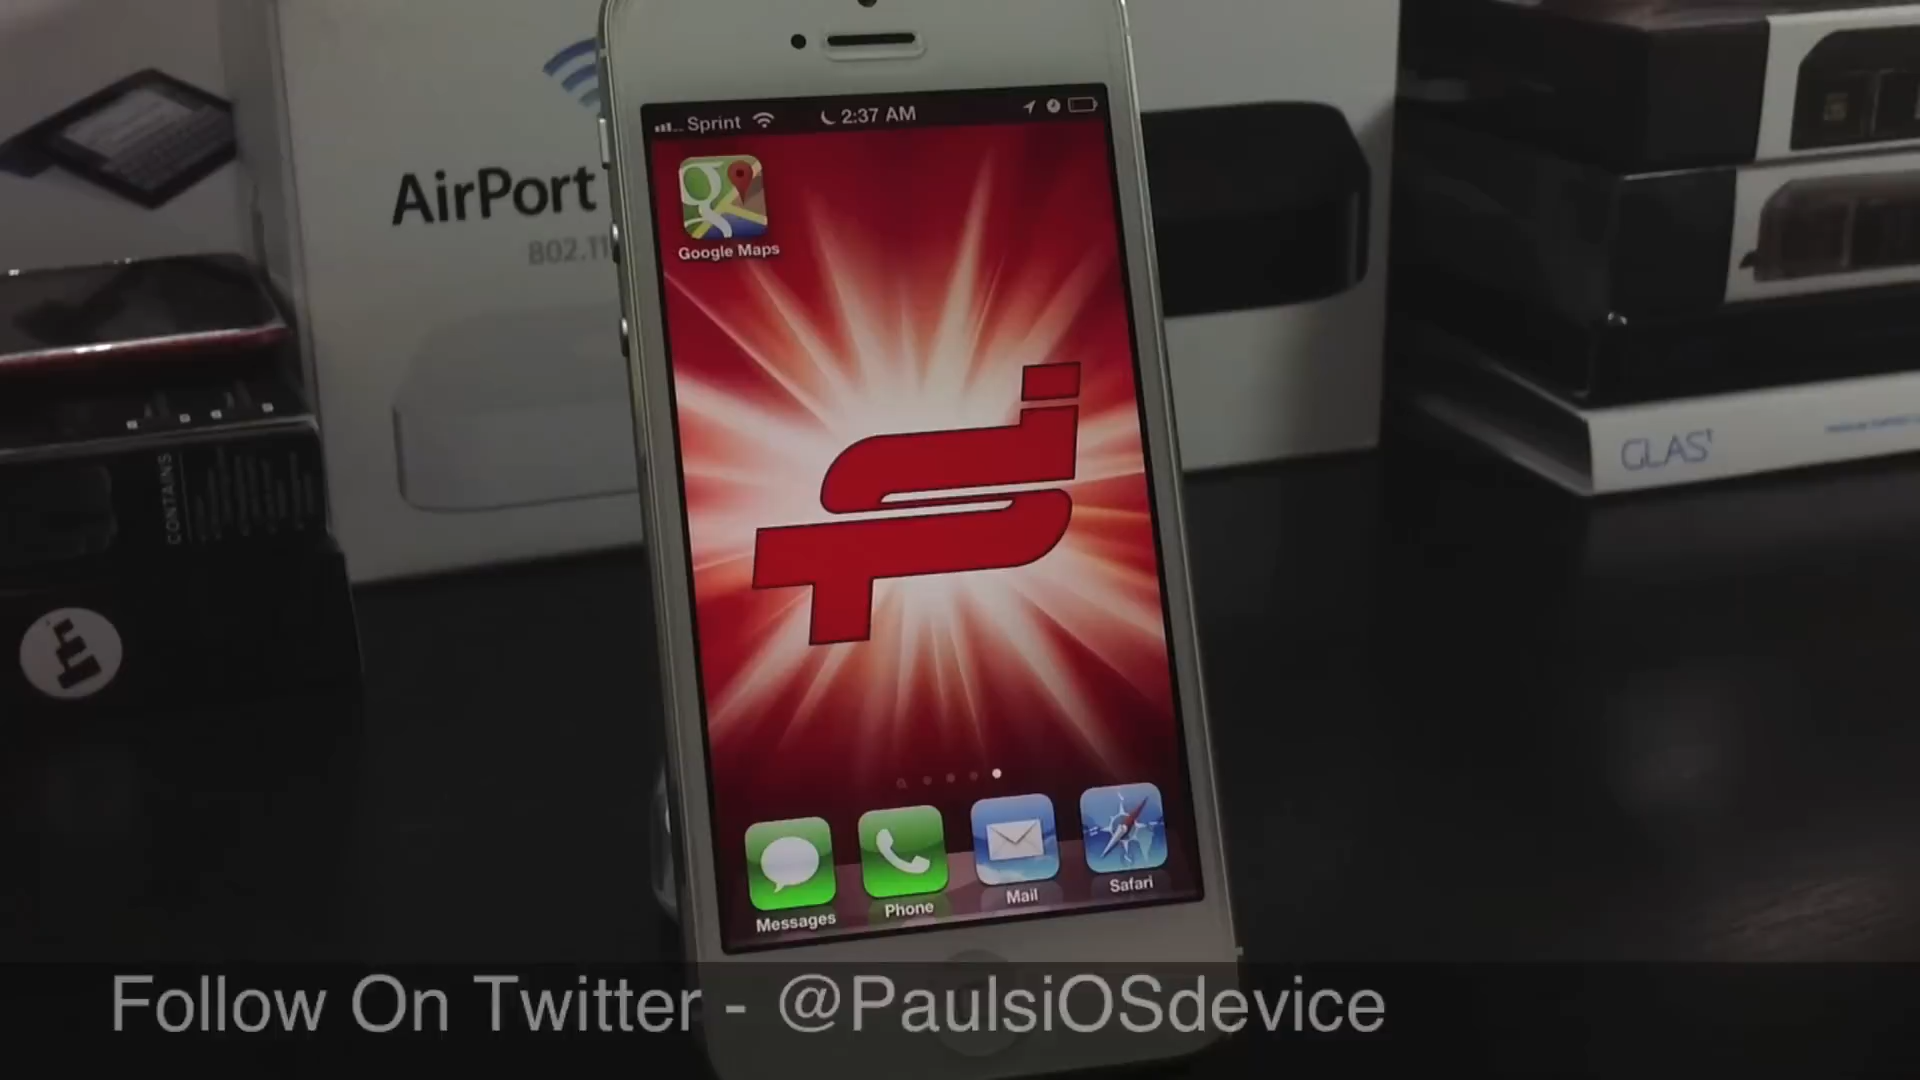 AirPort
802.11
Sprint
2:37 AM
Google Maps
Messages
Phone
Mail
Safari
CONTAINS
GLAS
Follow On Twitter - @PaulsiOSdevice